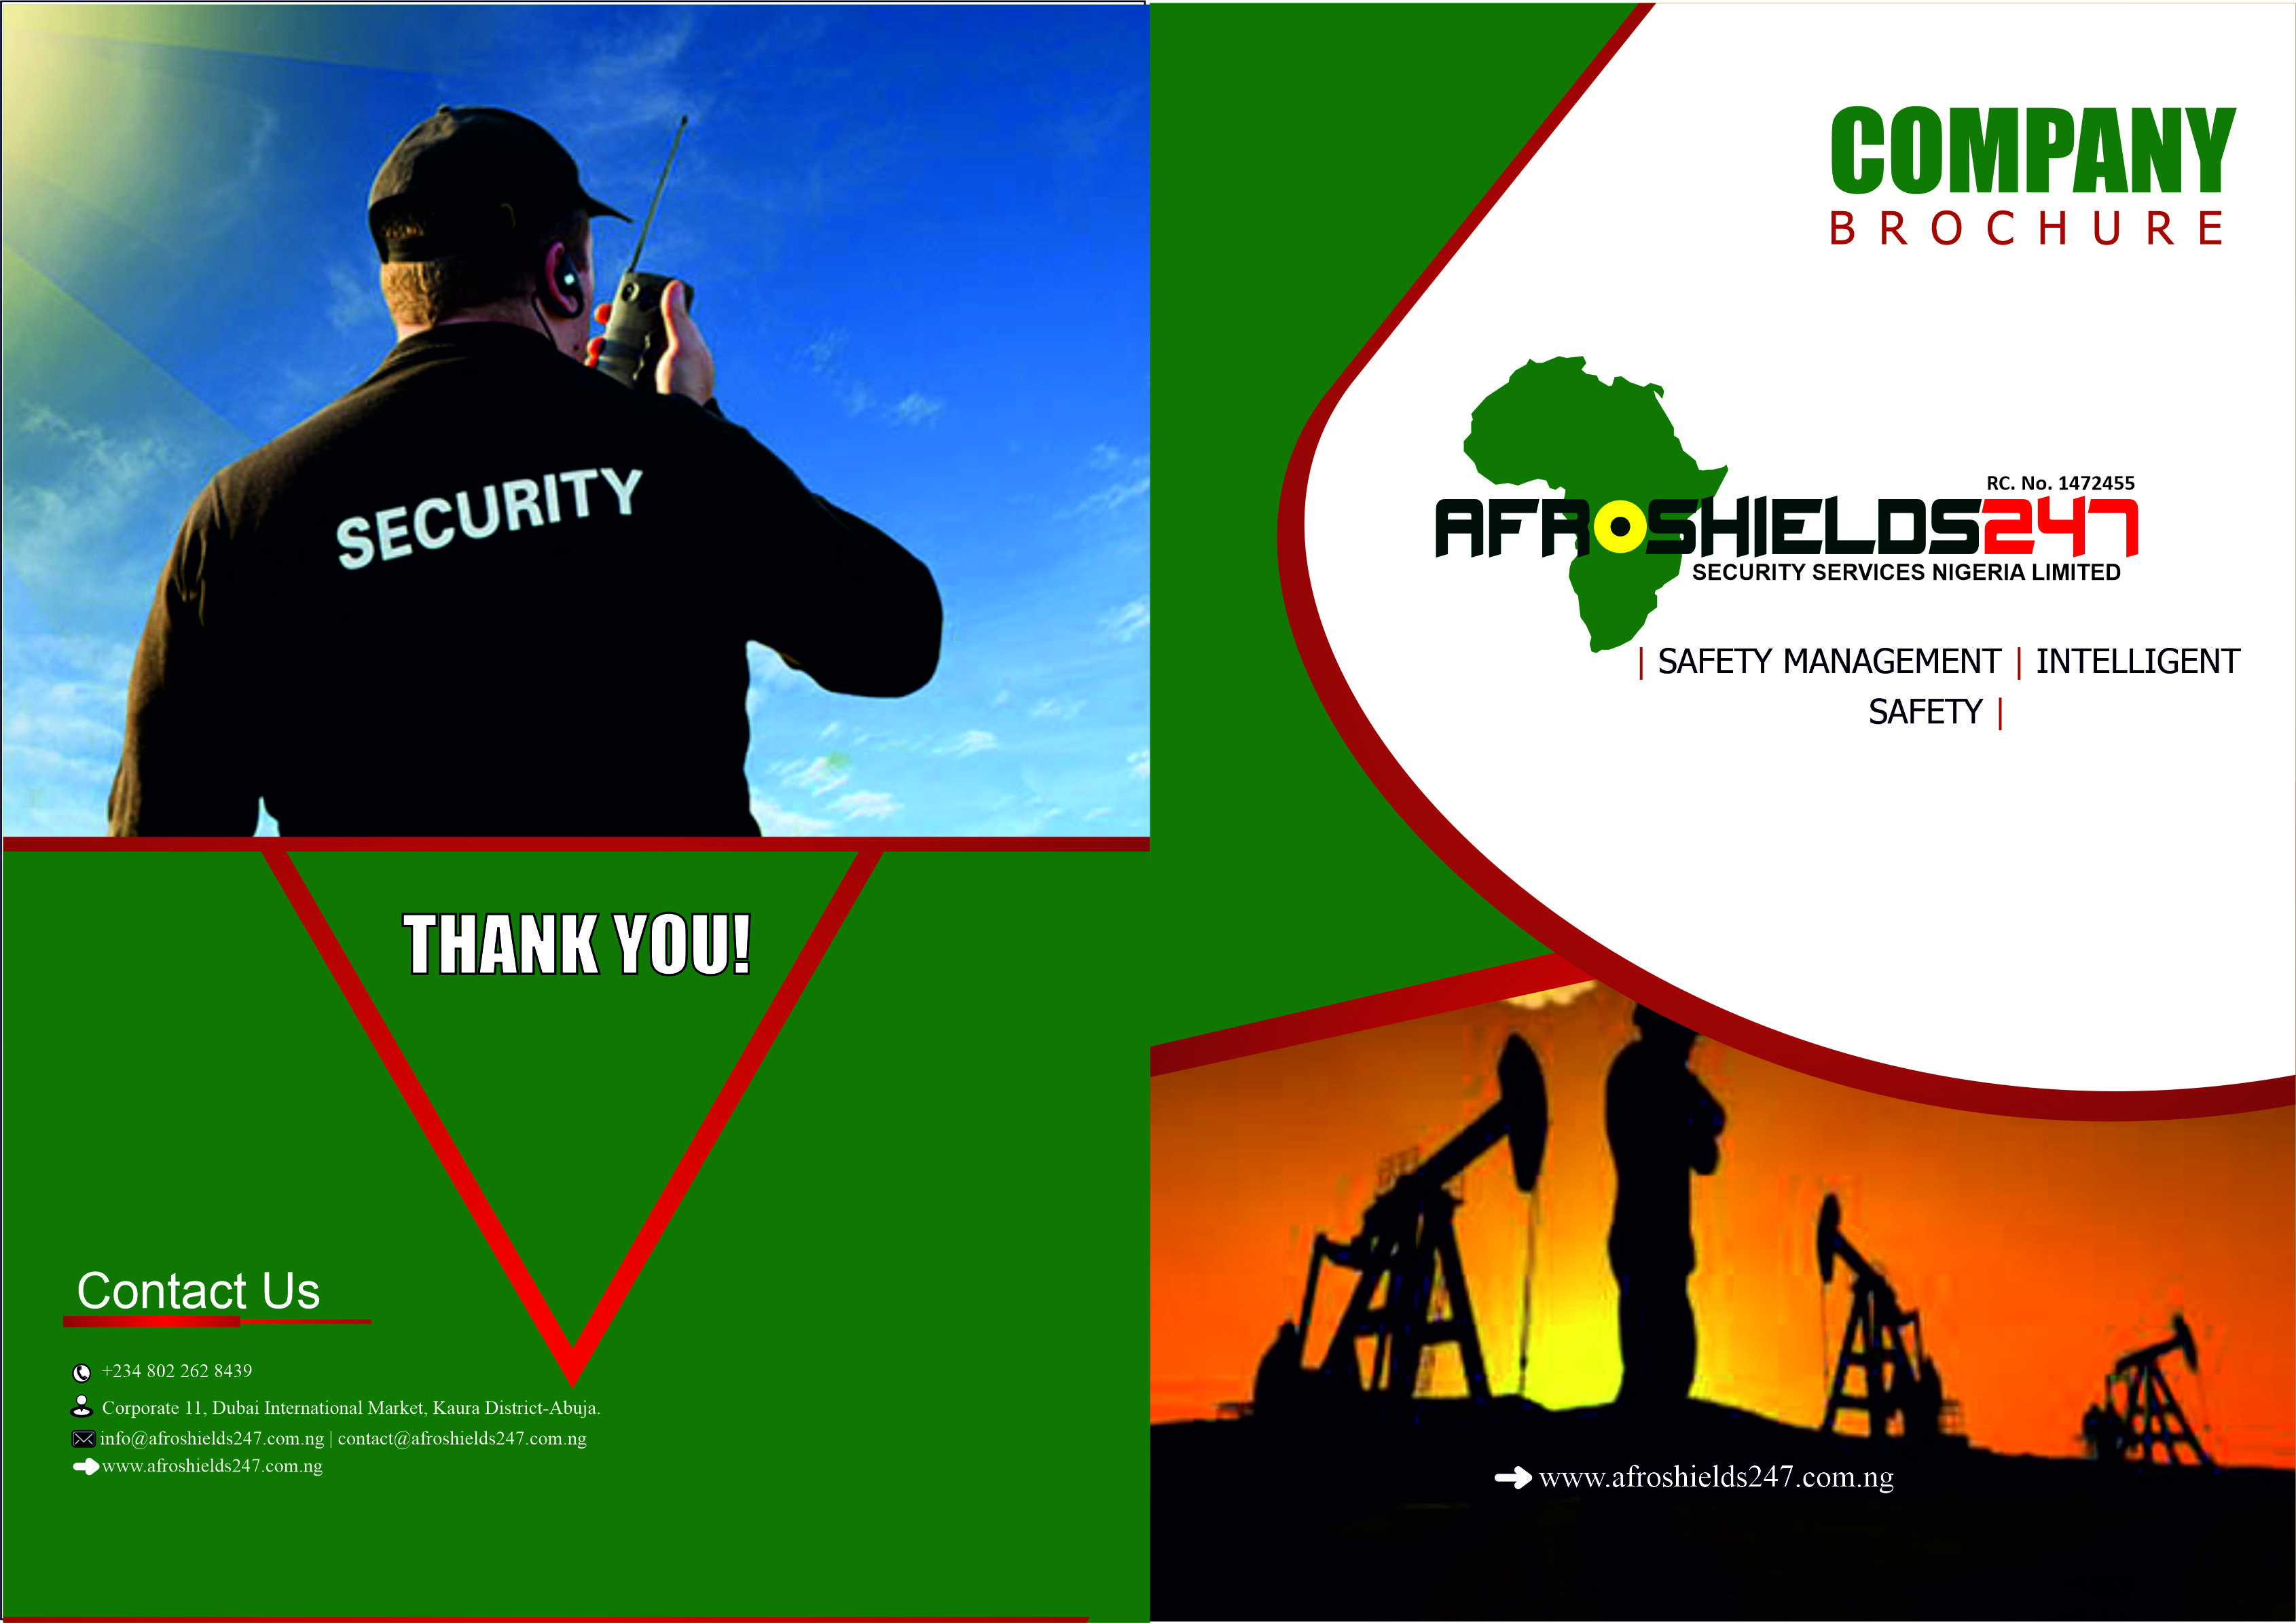 SECURITY
THANK YOU!
Contact Us
+234 802 262 8439
Corporate 11, Dubai International Market, Kaura District-Abuja.
info@afroshields247.com.ng | contact@afroshields247.com.ng
www.afroshields247.com.ng
COMPANY
BROCHURE
RC. No. 1472455
AFROSHIELDS247
SECURITY SERVICES NIGERIA LIMITED
| SAFETY MANAGEMENT | INTELLIGENT
SAFETY |
www.afroshields247.com.ng